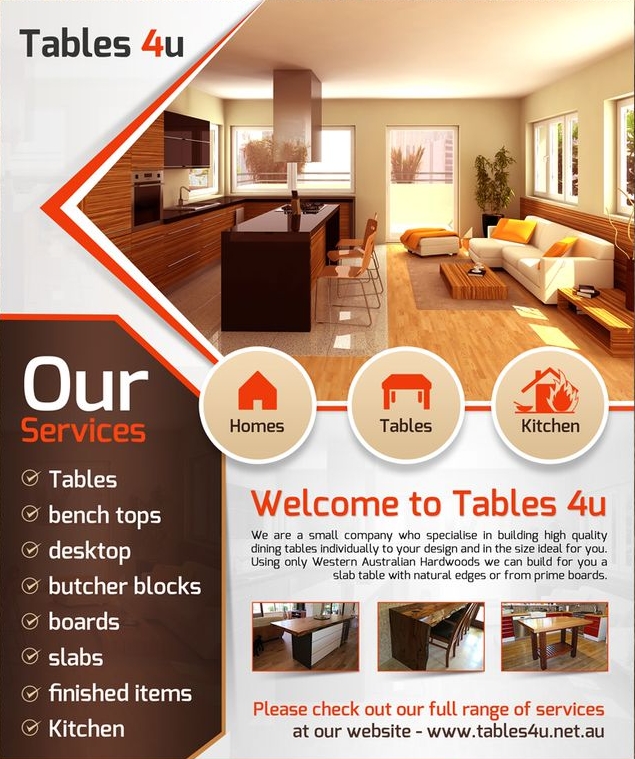 Tables 4u
Homes
Tables
Kitchen
Our
Services
Tables
bench tops
desktop
butcher blocks
boards
slabs
finished items
Kitchen
Welcome to Tables 4u
We are a small company who specialise in building high quality
dining tables individually to your design and in the size ideal for you.
Using only Western Australian Hardwoods we can build for you a
slab table with natural edges or from prime boards.
Please check out our full range of services
at our website - www.tables4u.net.au